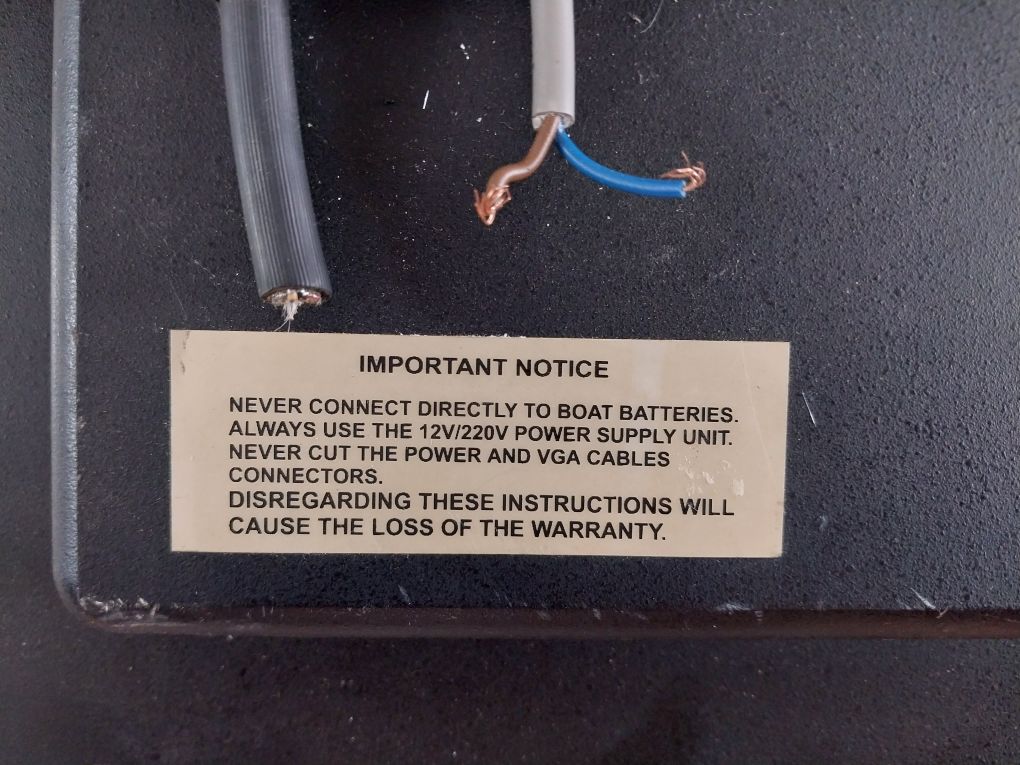 IMPORTANT NOTICE
NEVER CONNECT DIRECTLY TO BOAT BATTERIES.
ALWAYS USE THE 12V/220V POWER SUPPLY UNIT.
NEVER CUT THE POWER AND VGA CABLES
CONNECTORS.
DISREGARDING THESE INSTRUCTIONS WILL
CAUSE THE LOSS OF THE WARRANTY.